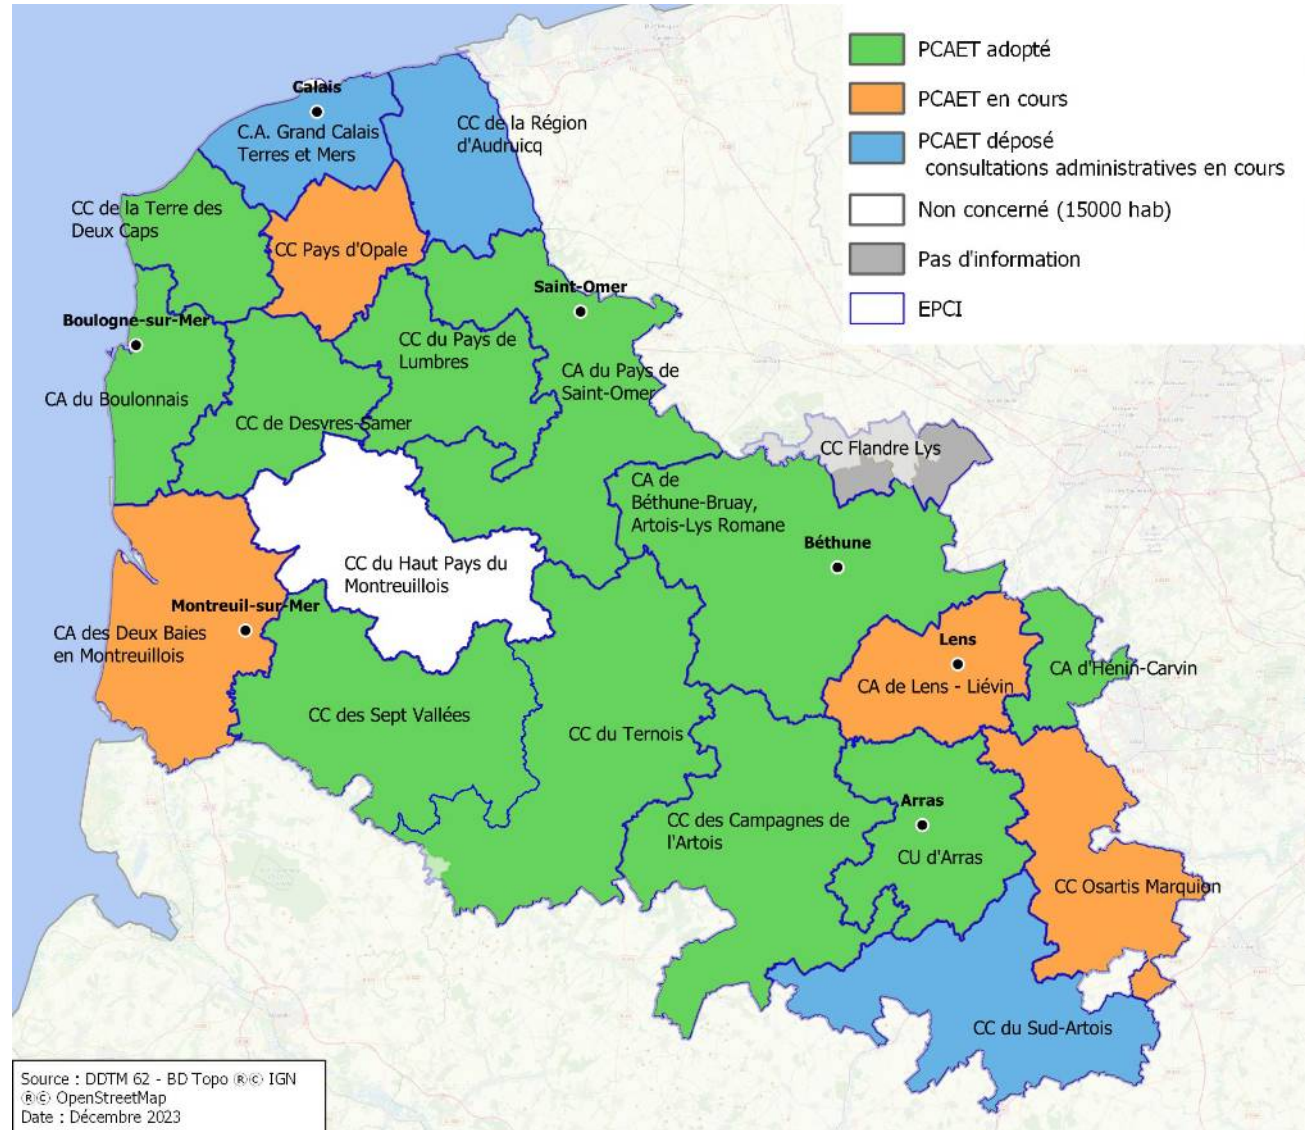 PCAET adopté
PCAET en cours
PCAET déposé
consultations administratives en cours
Non concerné (15000 hab)
Pas d'information
EPCI
Calais
C.A. Grand Calais
Terres et Mers
CC de la Région
d'Audruicq
CC de la Terre des
Deux Caps
CC Pays d'Opale
Saint-Omer
Boulogne-sur-Mer
CC du Pays de
Lumbres
CA du Pays de
Saint-Omer
CA du Boulonnais
CC de Desvres-Samer
CC Flandre Lys
CA de
Béthune-Bruay,
Artois-Lys Romane
Béthune
CC du Haut Pays du
Montreuillois
Montreuil-sur-Mer
CA des Deux Baies
en Montreuillois
Lens
CA de Lens - Liévin
CA d'Hénin-Carvin
CC des Sept Vallées
CC du Ternois
Arras
CC des Campagnes de
l'Artois
CU d'Arras
CC Osartis Marquion
CC du Sud-Artois
Source : DDTM 62 - BD Topo ®© IGN
®© OpenStreetMap
Date : Décembre 2023